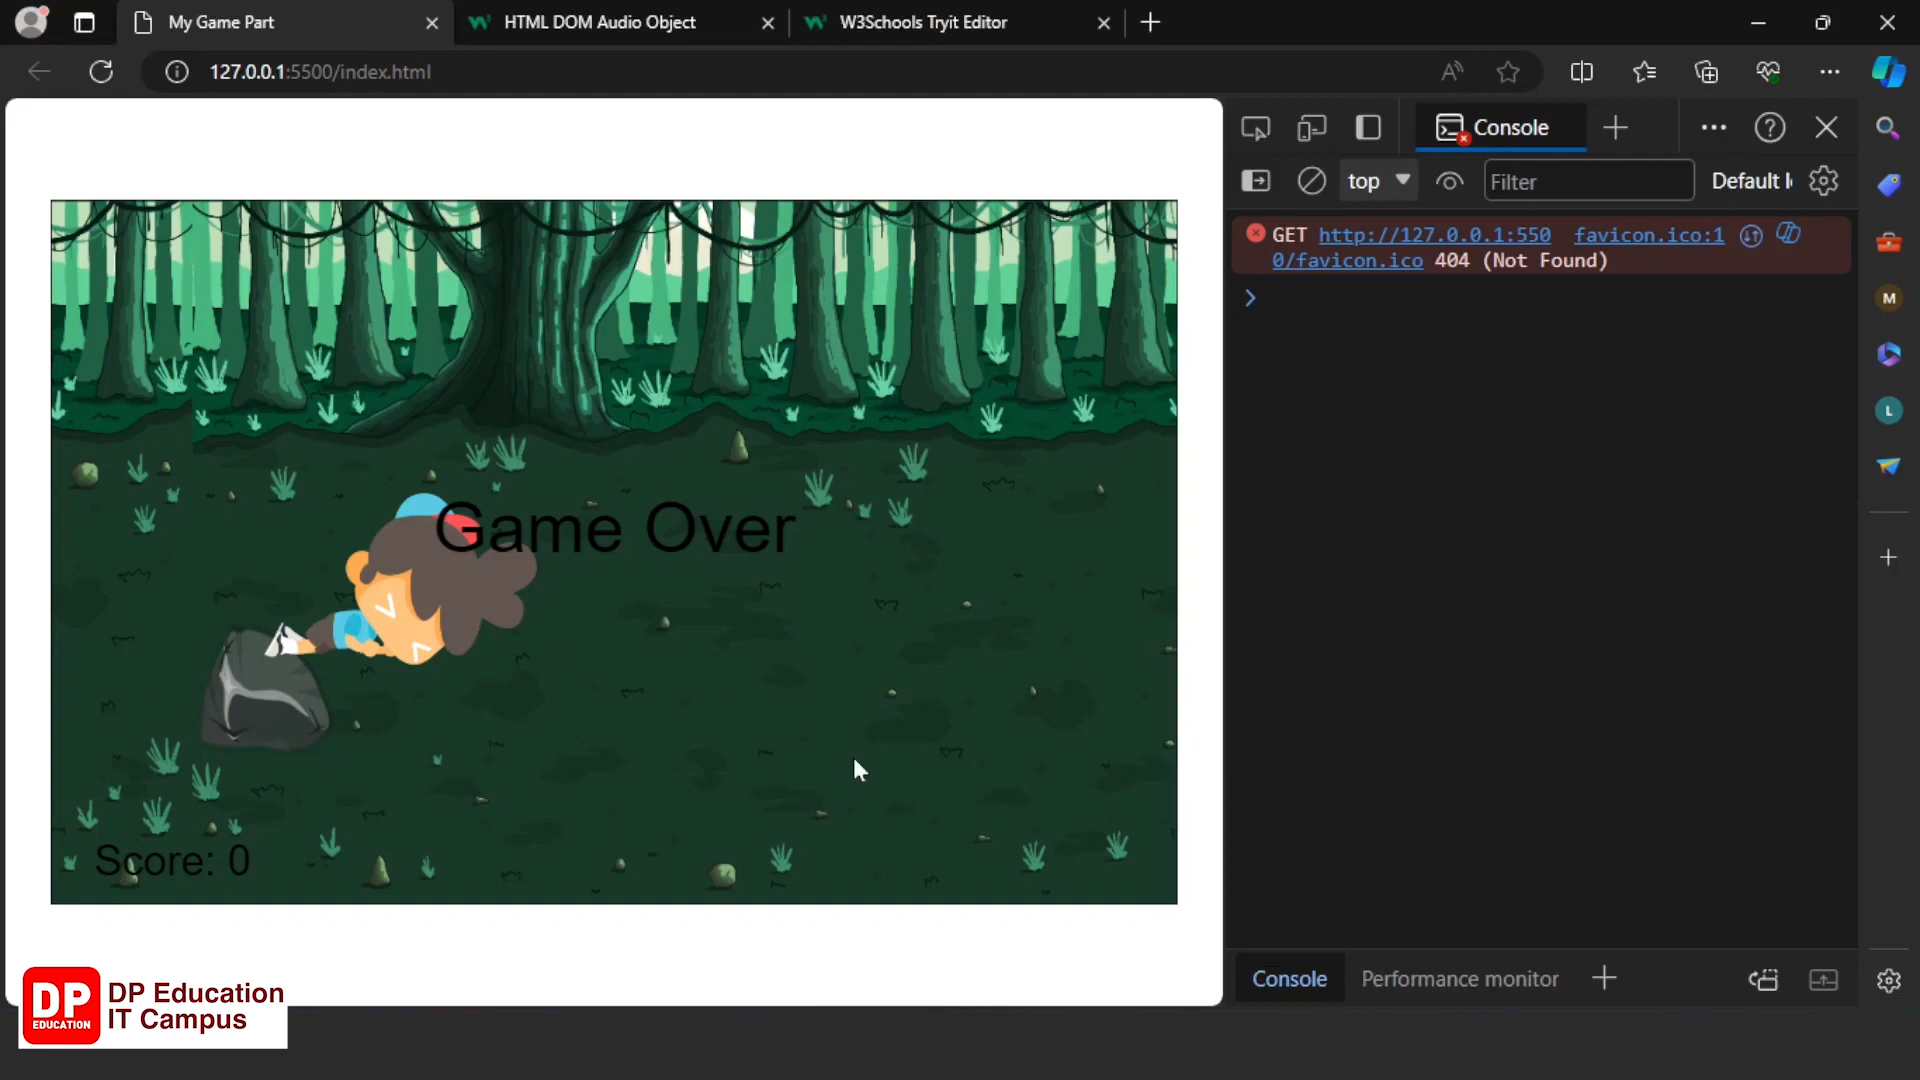 My Game Part
HTML DOM Audio Object
W3Schools Tryit Editor
127.0.0.1:5500/index.html
Console
top
Filter
Default l
GET http://127.0.0.1:550 favicon.ico:1
0/favicon.ico 404 (Not Found)
M
L
Game Over
Score: 0
Console
Performance monitor
DP
EDUCATION
DP Education
IT Campus